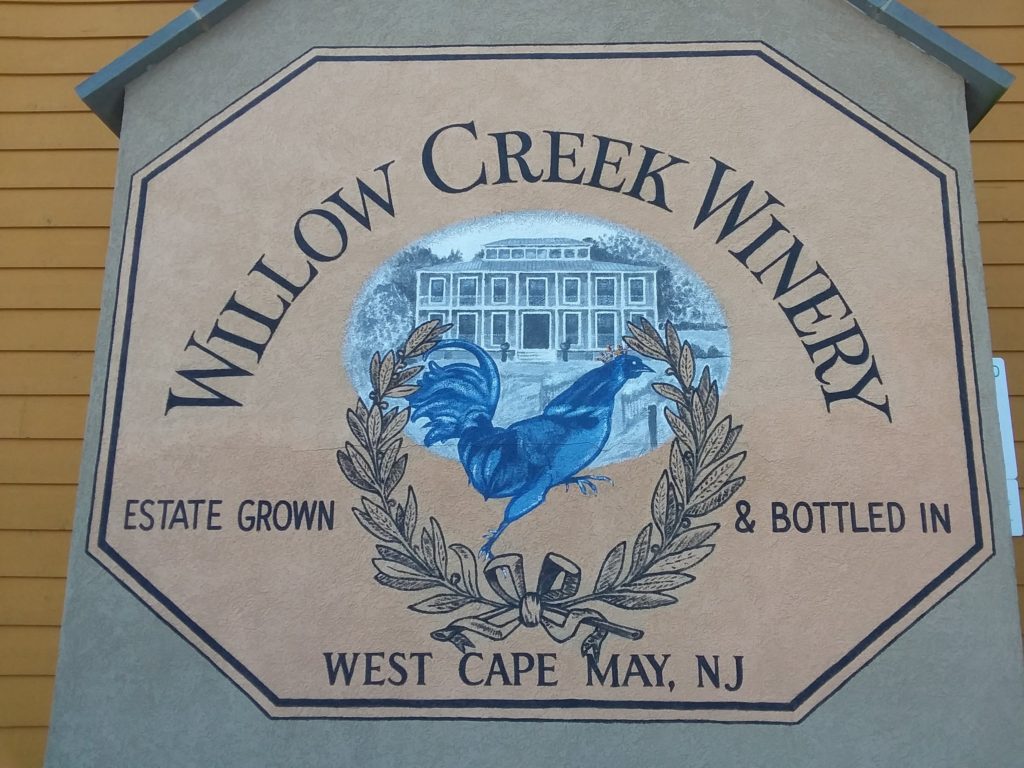 WILLOW CREEK WINERY
ESTATE GROWN & BOTTLED IN
WEST CAPE MAY, NJ